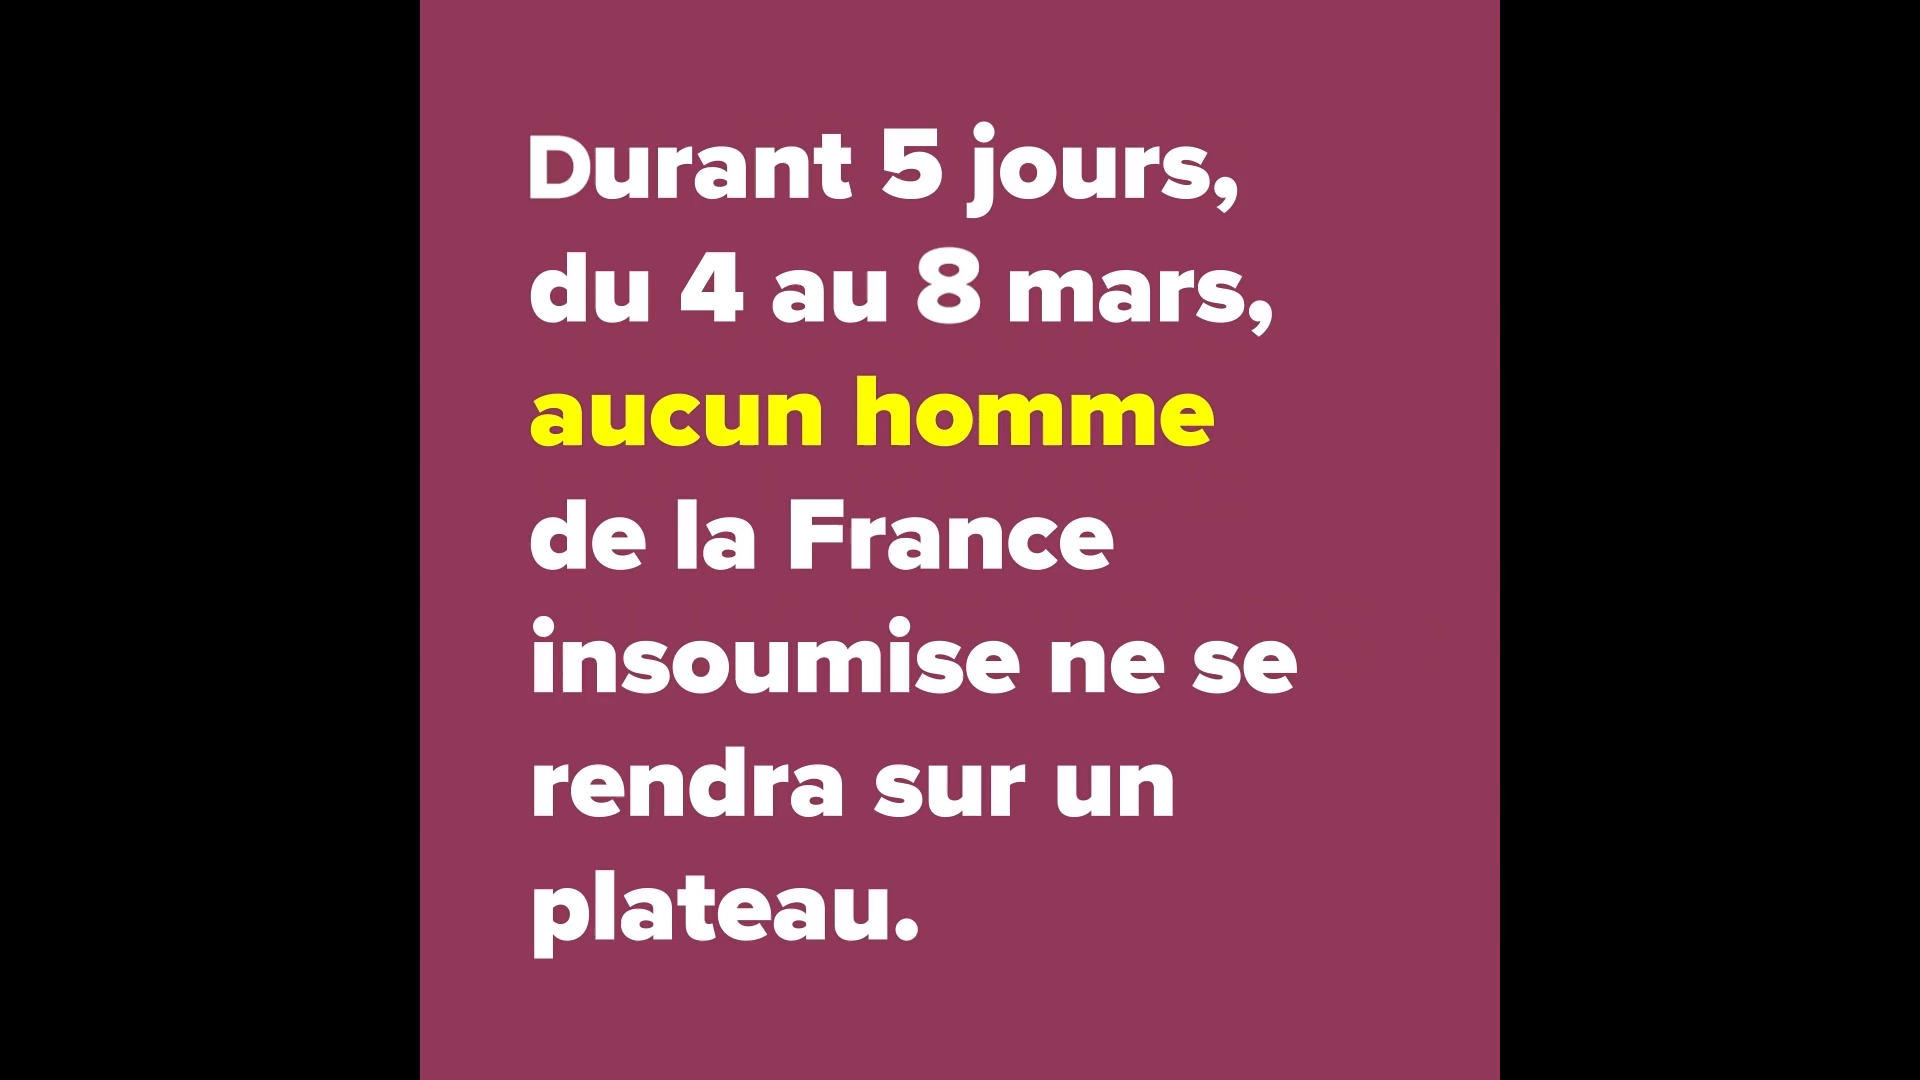 Durant 5 jours,
du 4 au 8 mars,
aucun homme
de la France
insoumise ne se
rendra sur un
plateau.